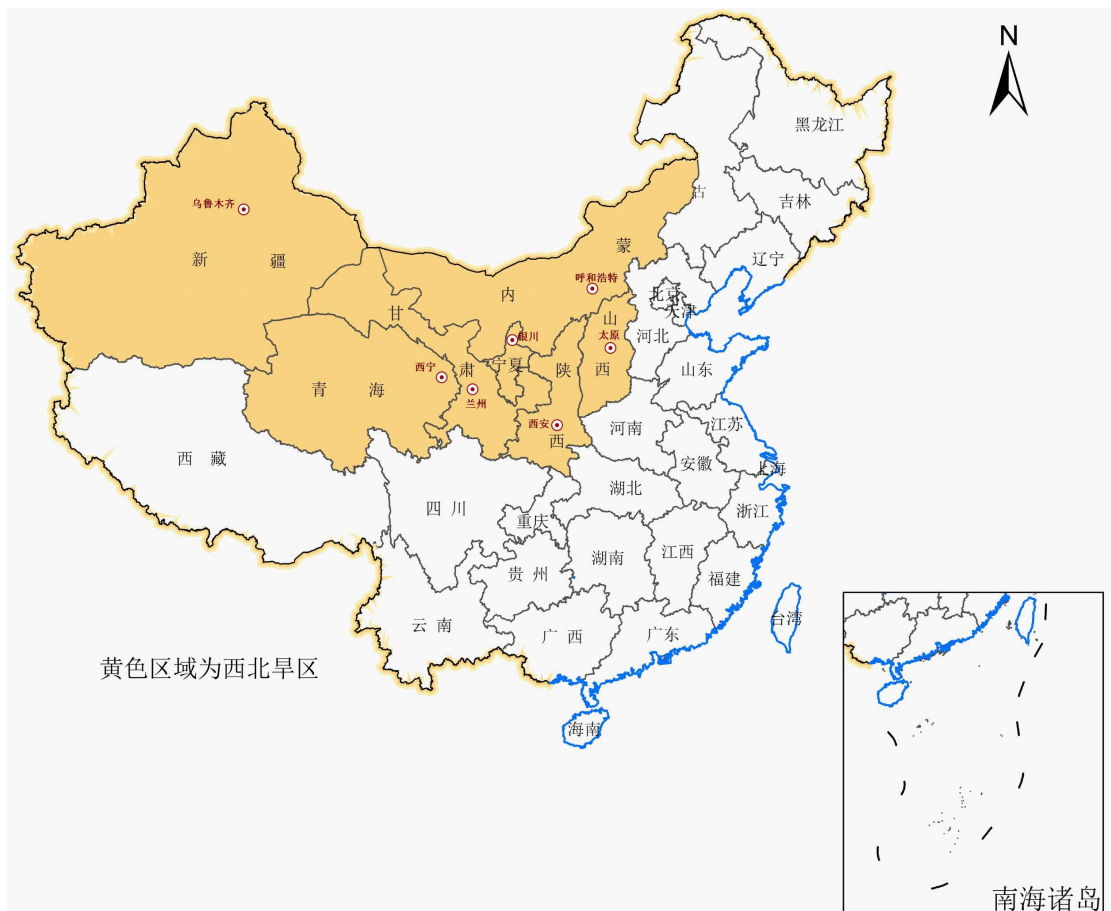 N
黑龙江
古
吉林
乌鲁木齐
蒙
辽宁
新 疆
呼和浩特
北京
内
天津
甘
山
银川
太原
河北
西宁
肃
宁夏
陕
西
山东
青 海
兰州
西安
河南
江苏
西
西 藏
安徽
上海
湖北
四 川
浙江
重庆
湖南
江西
贵 州
福建
云 南
广 西
广东
台湾
黄色区域为西北旱区
海南
南海诸岛